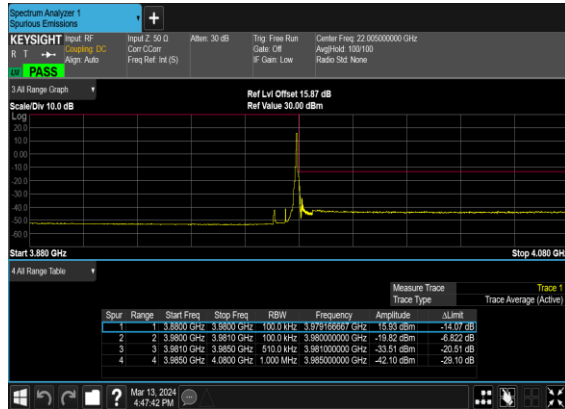 Spectrum Analyzer 1
Spurious Emissions
KEYSIGHT Input: RF Input Z: 50 Ω Atten: 30 dB Trig: Free Run Center Freq: 22.005000000 GHz
R T Coupling: DC Corr CCorr Gate: Off Avg|Hold: 100/100
Align: Auto Freq Ref: Int (S) IF Gain: Low Radio Std: None
PASS
3 All Range Graph
Ref Lvl Offset 15.87 dB
Scale/Div 10.0 dB Ref Value 30.00 dBm
Log
20.0
10.0
0.00
-10.0
-20.0
-30.0
-40.0
-50.0
-60.0
Start 3.880 GHz Stop 4.080 GHz
4 All Range Table
Measure Trace Trace 1
Trace Type Trace Average (Active)
Spur Range Start Freq Stop Freq RBW Frequency Amplitude ΔLimit
1 1 3.8800 GHz 3.9800 GHz 100.0 kHz 3.979166667 GHz 15.93 dBm -14.07 dB
2 2 3.9800 GHz 3.9810 GHz 100.0 kHz 3.980000000 GHz -19.82 dBm -6.822 dB
3 3 3.9810 GHz 3.9850 GHz 510.0 kHz 3.981000000 GHz -33.51 dBm -20.51 dB
4 4 3.9850 GHz 4.0800 GHz 1.000 MHz 3.985000000 GHz -42.10 dBm -29.10 dB
Mar 13, 2024
4:47:42 PM